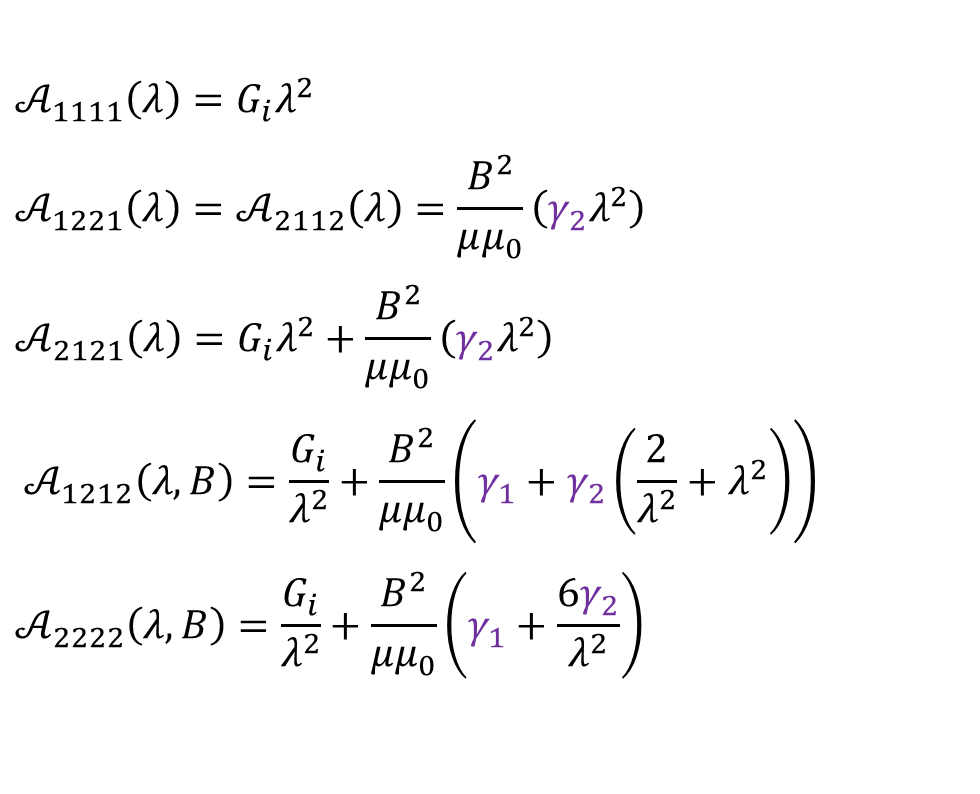 𝒜₁₁₁₁(λ) = Gᵢλ²
𝒜₁₂₂₁(λ) = 𝒜₂₁₁₂(λ) = B²/μμ₀ (γ₂λ²)
𝒜₂₁₂₁(λ) = Gᵢλ² + B²/μμ₀ (γ₂λ²)
𝒜₁₂₁₂(λ, B) = Gᵢ/λ² + B²/μμ₀ (γ₁ + γ₂ (2/λ² + λ²))
𝒜₂₂₂₂(λ, B) = Gᵢ/λ² + B²/μμ₀ (γ₁ + 6γ₂/λ²)